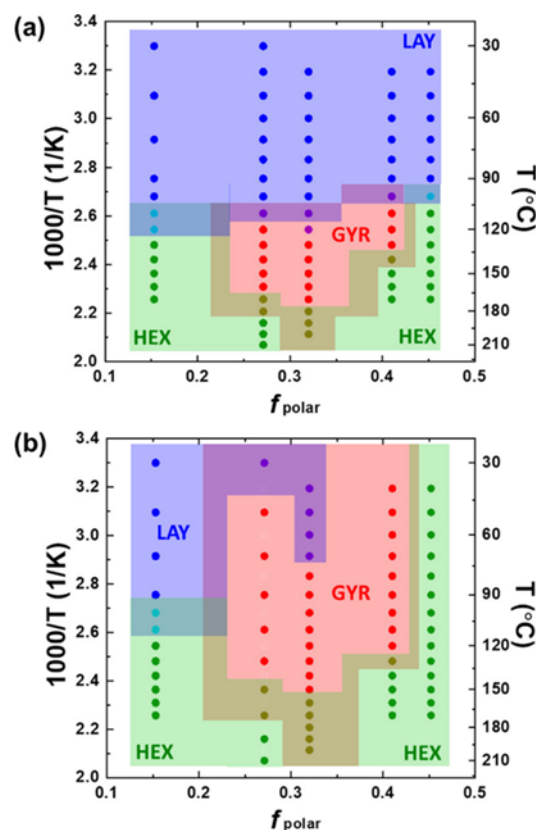 (a)
3.4
3.2
3.0
2.8
2.6
2.4
2.2
2.0
1000/T (1/K)
LAY
GYR
HEX
HEX
30
60
90
120
150
180
210
T (°C)
0.1
0.2
0.3
0.4
0.5
f polar
(b)
3.4
3.2
3.0
2.8
2.6
2.4
2.2
2.0
1000/T (1/K)
LAY
GYR
HEX
HEX
30
60
90
120
150
180
210
T (°C)
0.1
0.2
0.3
0.4
0.5
f polar